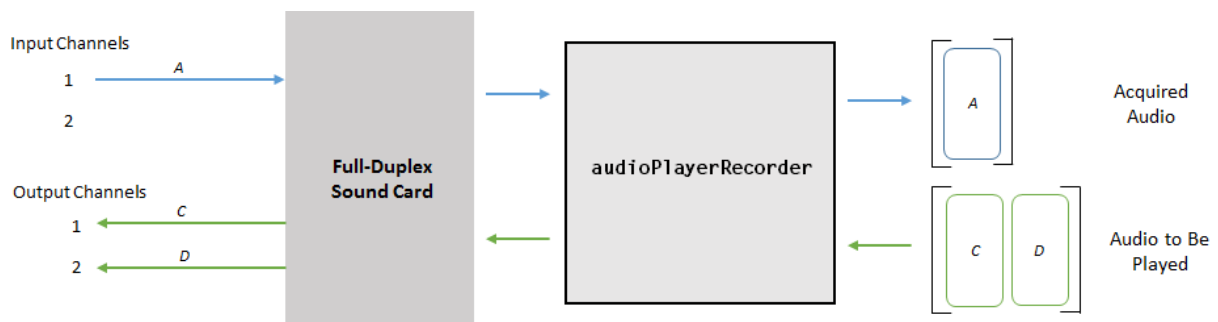 Input Channels
1
A
2
Output Channels
1
C
2
D
Full-Duplex
Sound Card
audioPlayerRecorder
A
Acquired
Audio
C
D
Audio to Be
Played